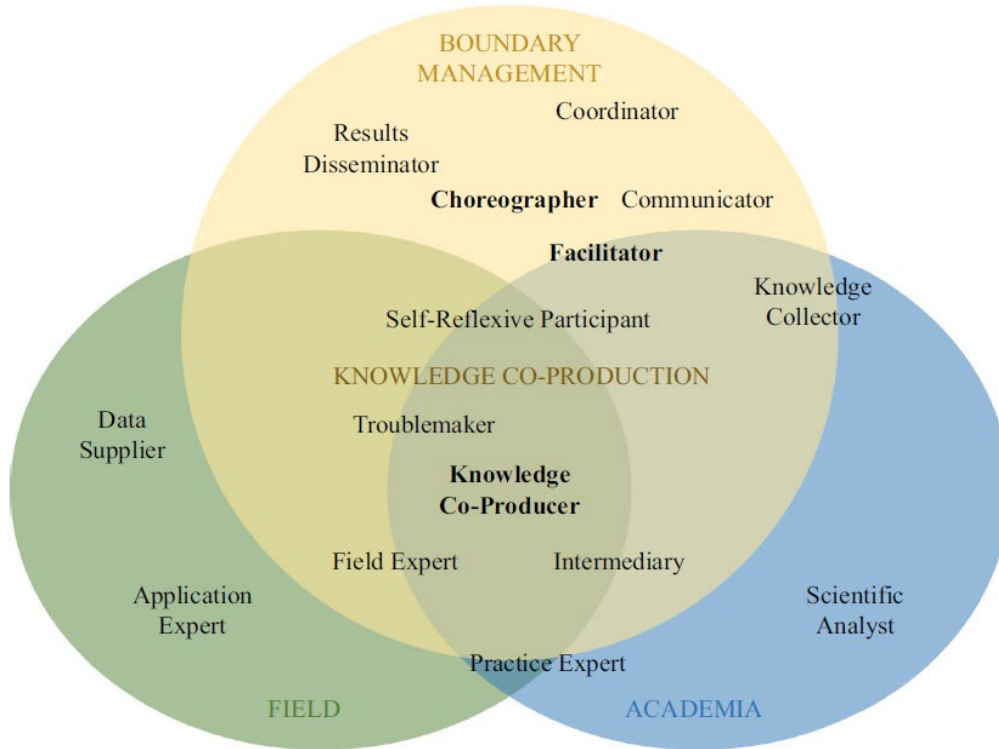 BOUNDARY
MANAGEMENT
Coordinator
Results
Disseminator
Choreographer
Communicator
Facilitator
Knowledge
Collector
Self-Reflexive Participant
KNOWLEDGE CO-PRODUCTION
Data
Supplier
Troublemaker
Knowledge
Co-Producer
Field Expert
Intermediary
Application
Expert
Scientific
Analyst
Practice Expert
FIELD
ACADEMIA